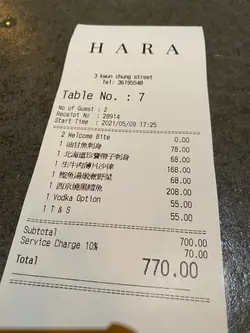 HARA
3 kwun chung street
Tel: 36195540
Table No. : 7
No of Guest : 2
Receipt No : 28914
Start Time : 2021/05/09 17:25
2 Welcome Bite 0.00
1 油甘魚刺身 78.00
1 北海道珍寶帶子刺身 68.00
1 生牛肉薄片沙律 168.00
1 鰹魚湯燉煮野菜 68.00
1 西京燒黑鱈魚 208.00
1 Vodka Option 55.00
1 T & S 55.00
Subtotal 700.00
Service Charge 10% 70.00
Total 770.00